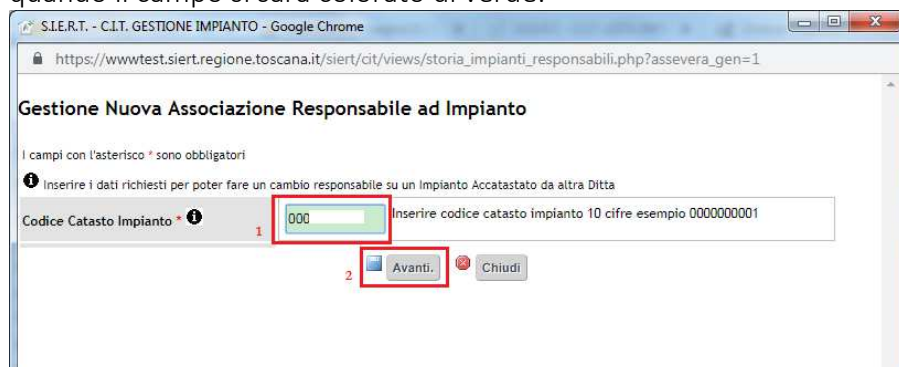 quando il campo si sarà colorato di verde.
S.I.E.R.T. - C.I.T. GESTIONE IMPIANTO - Google Chrome
https://wwwtest.siert.regione.toscana.it/siert/cit/views/storia_impianti_responsabili.php?assevera_gen=1
Gestione Nuova Associazione Responsabile ad Impianto
I campi con l'asterisco * sono obbligatori
Inserire i dati richiesti per poter fare un cambio responsabile su un Impianto Accatastato da altra Ditta
Codice Catasto Impianto * 1 000 Inserire codice catasto impianto 10 cifre esempio 0000000001
2 Avanti. Chiudi